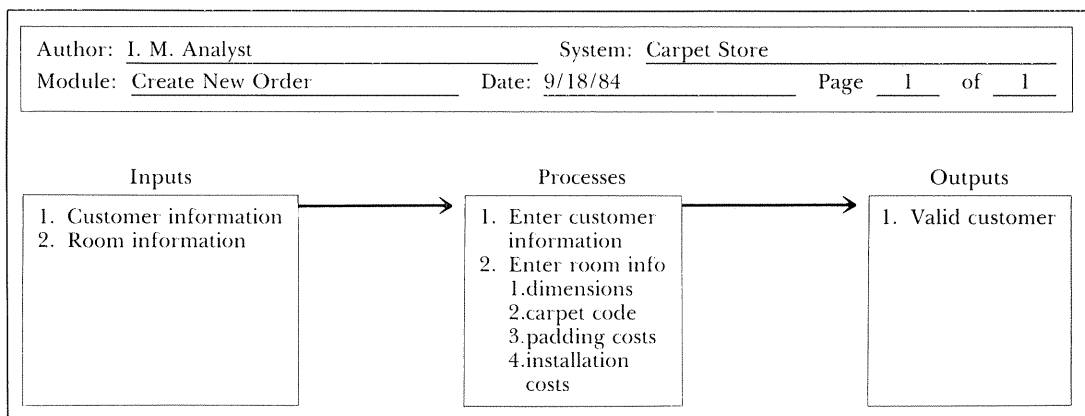 Author: I. M. Analyst System: Carpet Store
Module: Create New Order Date: 9/18/84 Page 1 of 1
Inputs
1. Customer information
2. Room information
Processes
1. Enter customer
information
2. Enter room info
1.dimensions
2.carpet code
3.padding costs
4.installation
costs
Outputs
1. Valid customer